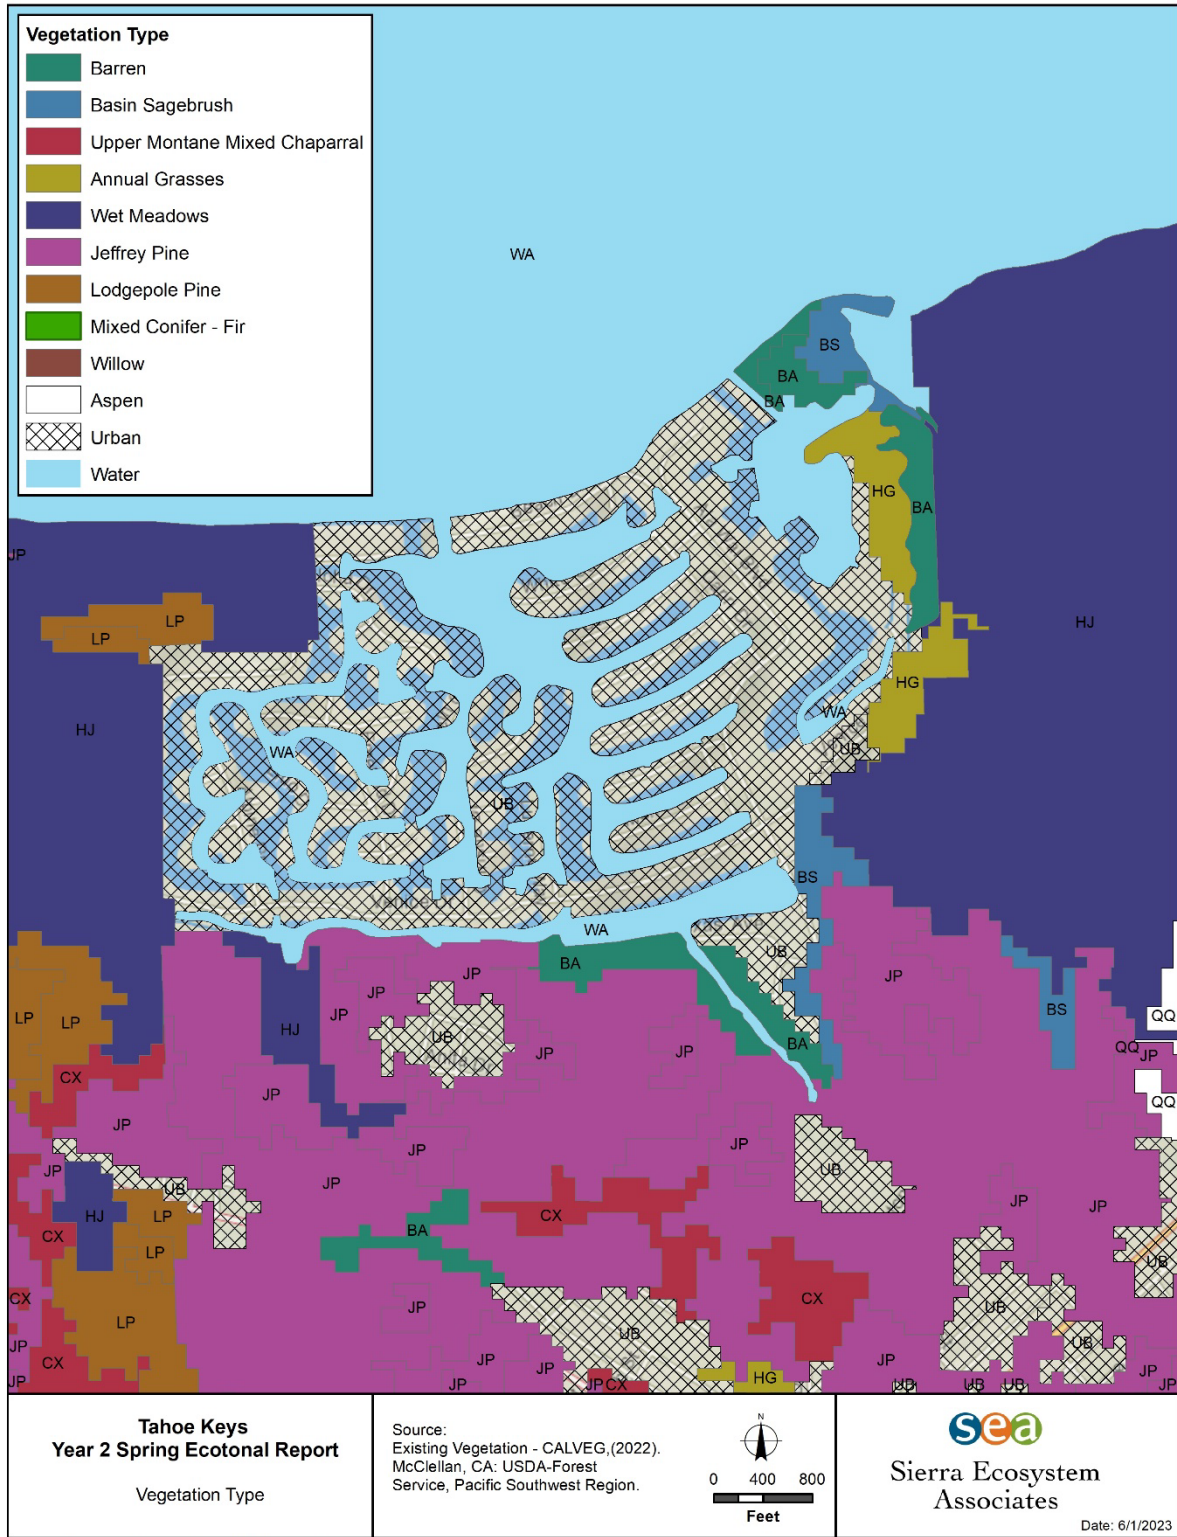 Vegetation Type
Barren
Basin Sagebrush
Upper Montane Mixed Chaparral
Annual Grasses
Wet Meadows
Jeffrey Pine
Lodgepole Pine
Mixed Conifer - Fir
Willow
Aspen
Urban
Water
WA
BS
BA
BA
HG
BA
JP
LP
LP
HJ
HJ
HG
WA
WA
UB
UB
BS
Venice Dr
WA
UB
BA
JP
JP
JP
BS
LP
LP
HJ
JP
UB
BA
QQ
JP
JP
QQ
JP
CX
JP
QQ
JP
JP
JP
JP
UB
JP
UB
JP
JP
HJ
LP
CX
BA
CX
LP
UB
CX
CX
UB
LP
JP
UB
UB
JP
CX
JP
JP
JP
JP
JP
JP
JP
CX
HG
UB
UB
UB
JP
Tahoe Keys
Year 2 Spring Ecotonal Report
Vegetation Type
Source:
Existing Vegetation - CALVEG,(2022).
McClellan, CA: USDA-Forest
Service, Pacific Southwest Region.
N
0 400 800
Feet
sea
Sierra Ecosystem
Associates
Date: 6/1/2023